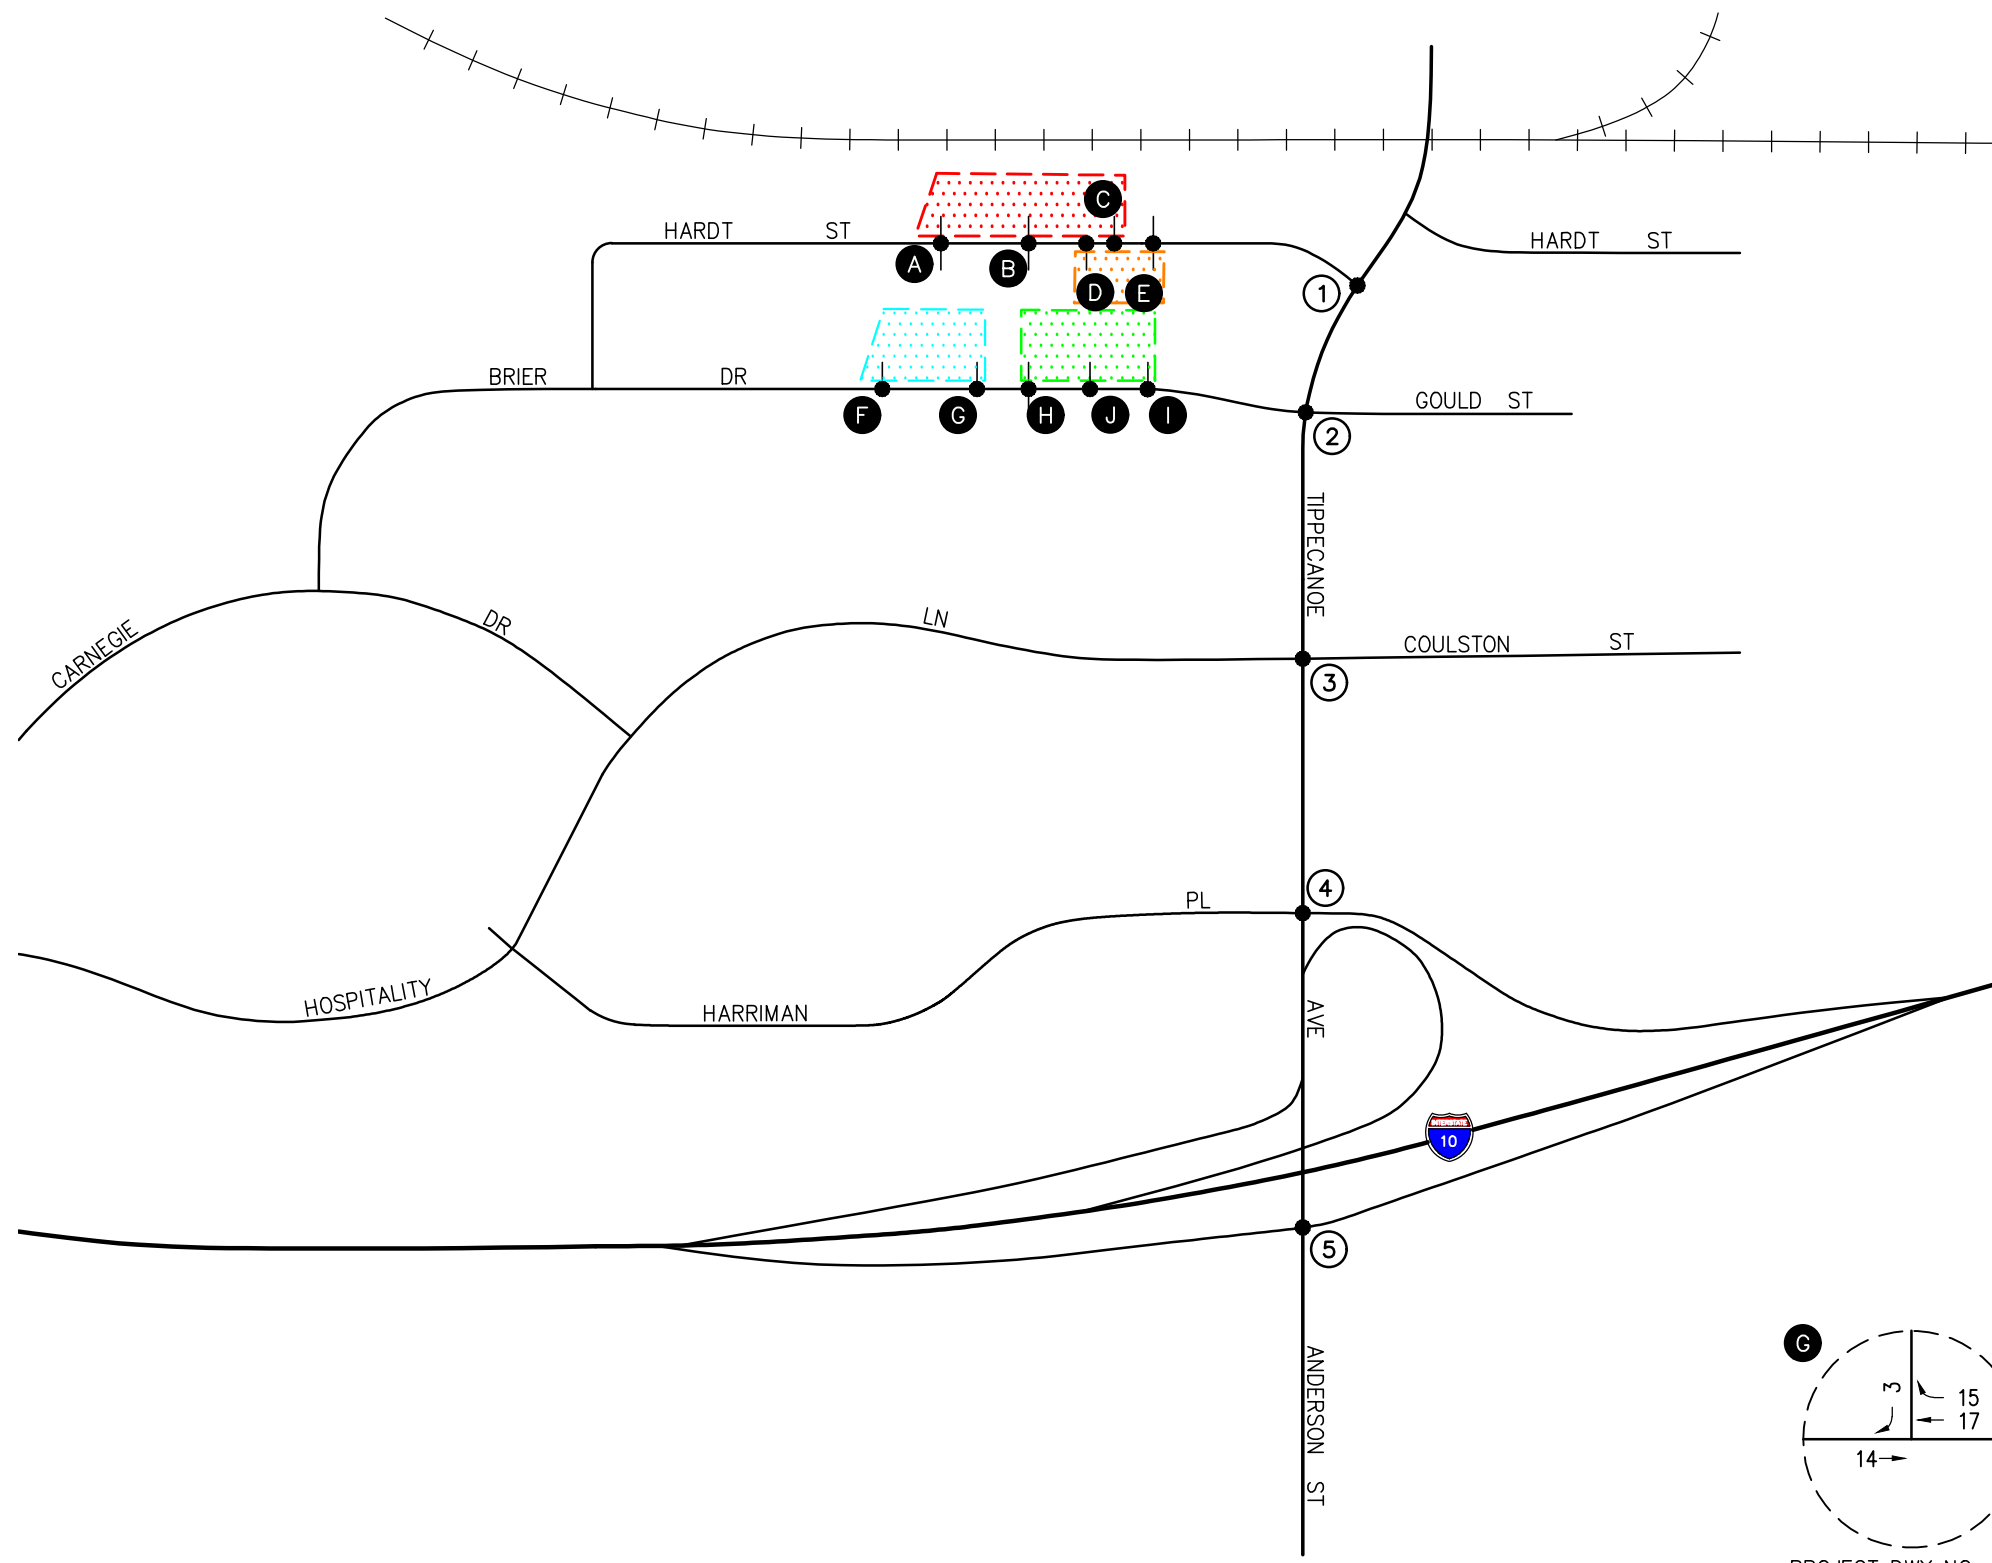 C
HARDT ST
HARDT ST
A
B
D
E
1
BRIER DR
GOULD ST
F
G
H
J
I
2
TIPPECANOE
LN
COULSTON ST
CARNEGIE
DR
3
4
PL
HOSPITALITY
HARRIMAN
AVE
INTERSTATE
10
5
G
ANDERSON ST
3
15
17
14